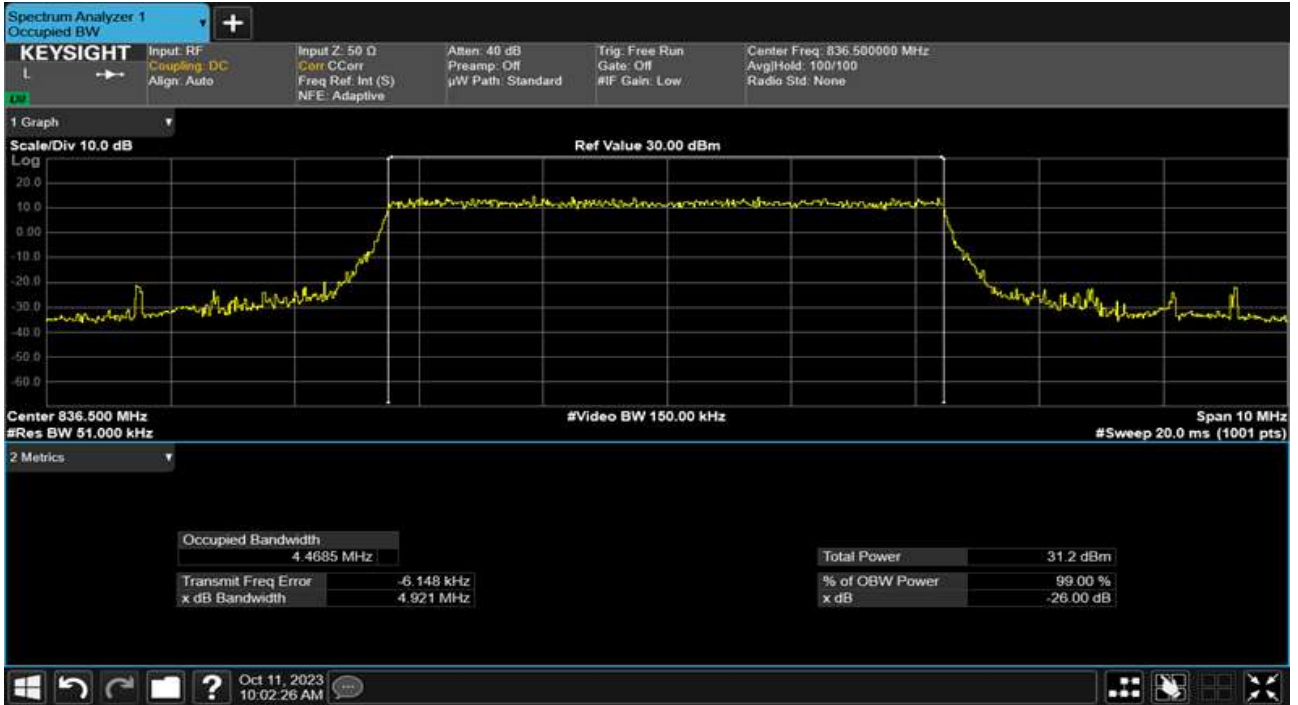 Spectrum Analyzer 1
Occupied BW
+
KEYSIGHT
L
Input: RF
Coupling: DC
Align: Auto
Input Z: 50 Ω
Corr CCorr
Freq Ref: Int (S)
NFE: Adaptive
Atten: 40 dB
Preamp: Off
µW Path: Standard
Trig: Free Run
Gate: Off
#IF Gain: Low
Center Freq: 836.500000 MHz
Avg|Hold: 100/100
Radio Std: None
1 Graph
Scale/Div 10.0 dB
Ref Value 30.00 dBm
Log
20.0
10.0
0.00
-10.0
-20.0
-30.0
-40.0
-50.0
-60.0
Center 836.500 MHz
#Video BW 150.00 kHz
Span 10 MHz
#Res BW 51.000 kHz
#Sweep 20.0 ms (1001 pts)
2 Metrics
Occupied Bandwidth
4.4685 MHz
Total Power 31.2 dBm
Transmit Freq Error -6.148 kHz
% of OBW Power 99.00 %
x dB Bandwidth 4.921 MHz
x dB -26.00 dB
?
Oct 11, 2023
10:02:26 AM